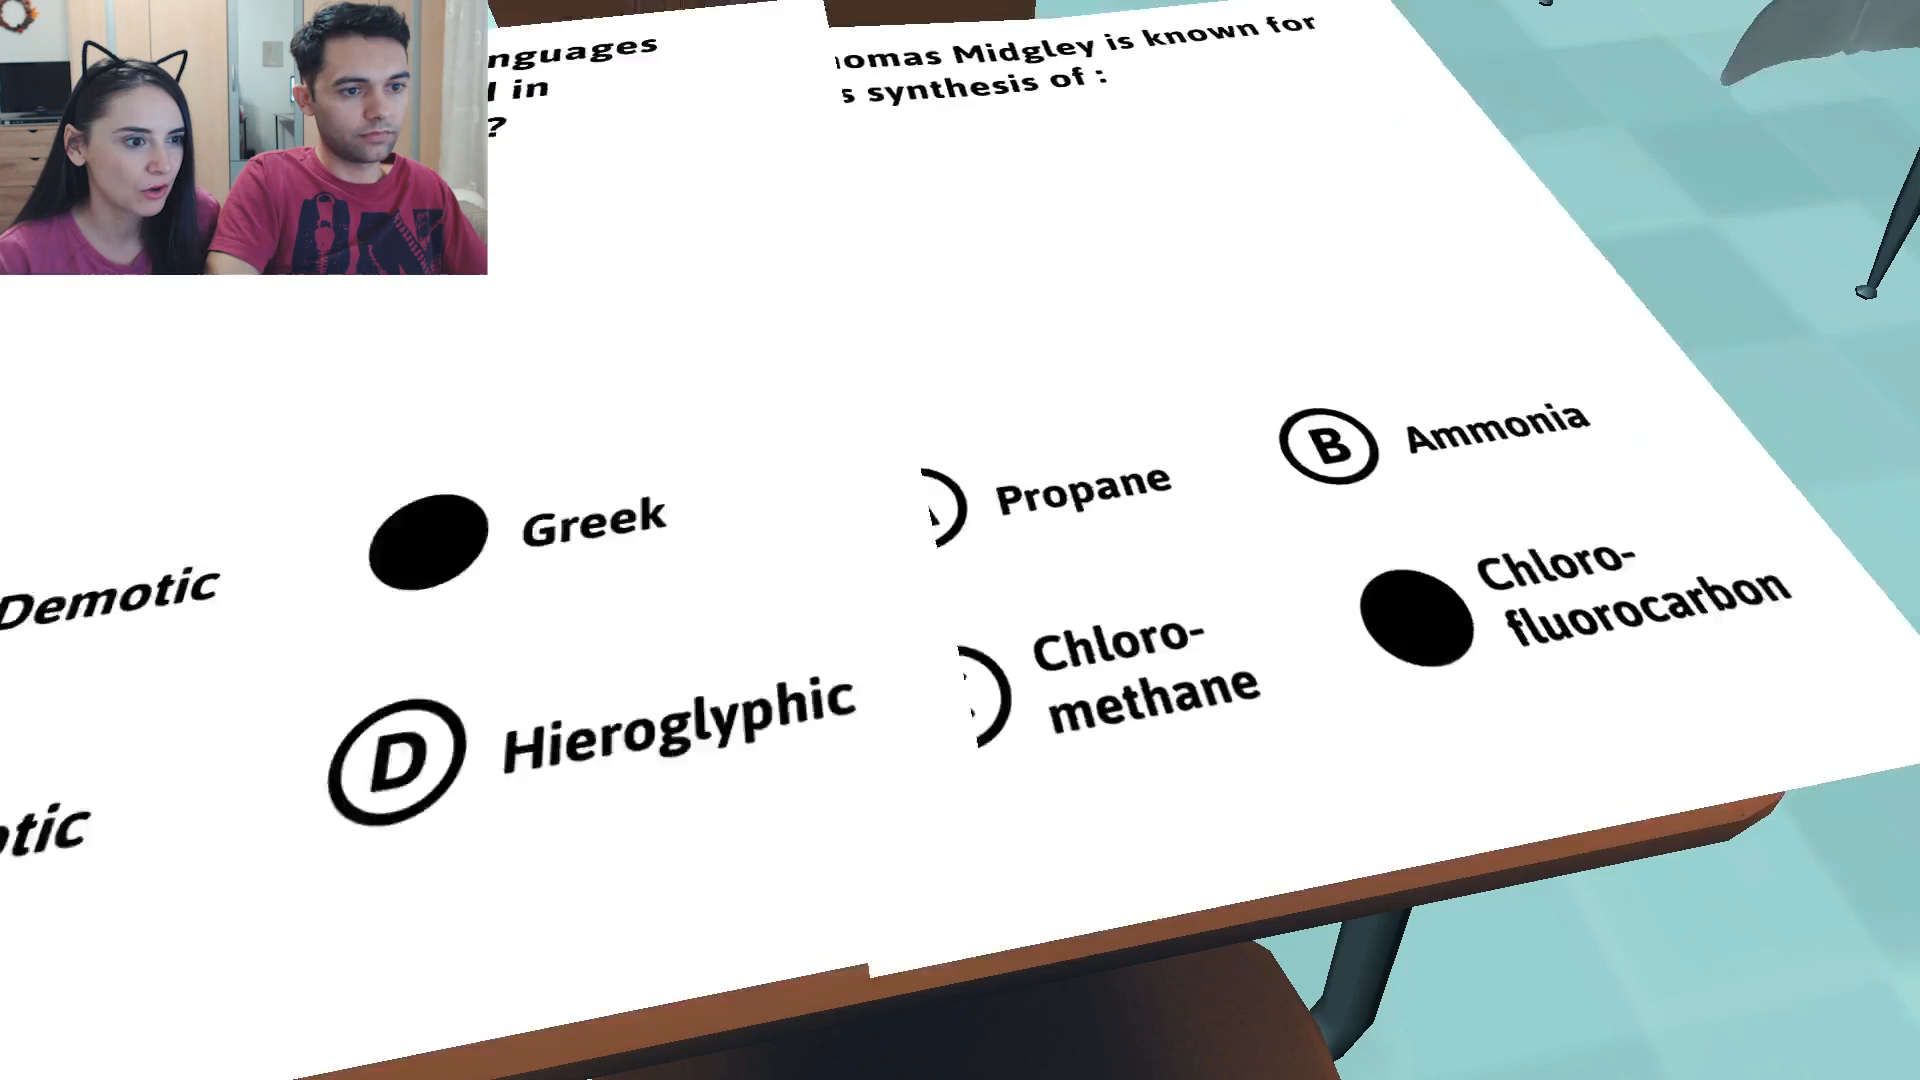 nguages
in
?
Demotic
Greek
tic
D Hieroglyphic
omas Midgley is known for
s synthesis of :
Propane
B Ammonia
Chloro-
methane
Chloro-
fluorocarbon